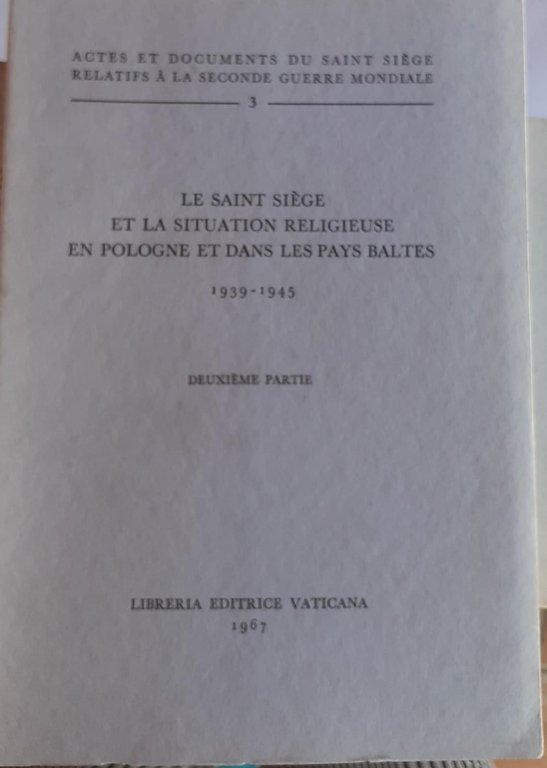 ACTES ET DOCUMENTS DU SAINT SIÈGE
RELATIFS À LA SECONDE GUERRE MONDIALE
3
LE SAINT SIÈGE
ET LA SITUATION RELIGIEUSE
EN POLOGNE ET DANS LES PAYS BALTES
1939-1945
DEUXIÈME PARTIE
LIBRERIA EDITRICE VATICANA
1967